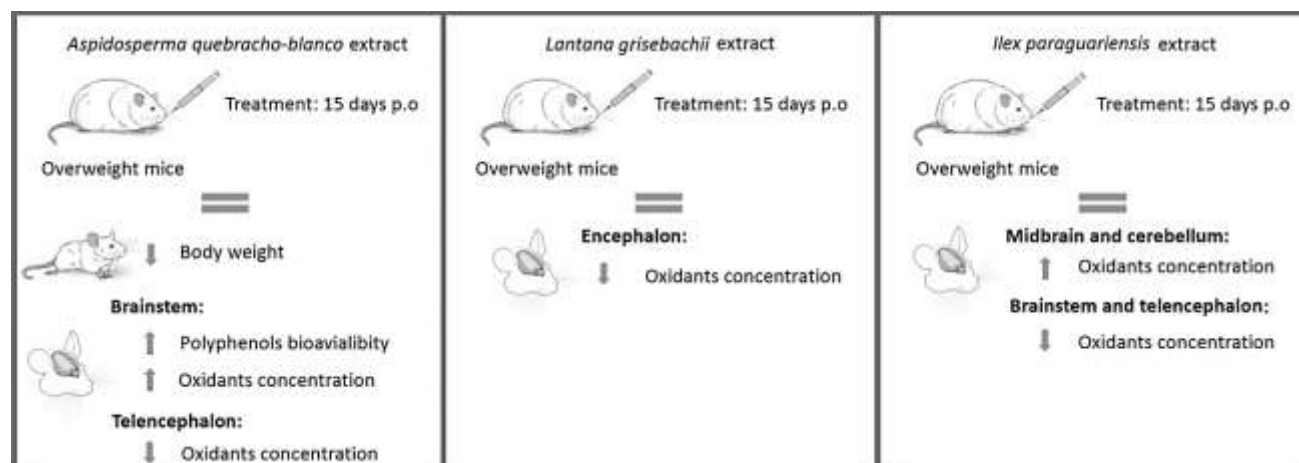 Aspidosperma quebracho-blanco extract
Treatment: 15 days p.o
Overweight mice
Body weight
Brainstem:
Polyphenols bioavialibity
Oxidants concentration
Telencephalon:
Oxidants concentration
Lantana grisebachii extract
Treatment: 15 days p.o
Overweight mice
Encephalon:
Oxidants concentration
Ilex paraguariensis extract
Treatment: 15 days p.o
Overweight mice
Midbrain and cerebellum:
Oxidants concentration
Brainstem and telencephalon:
Oxidants concentration